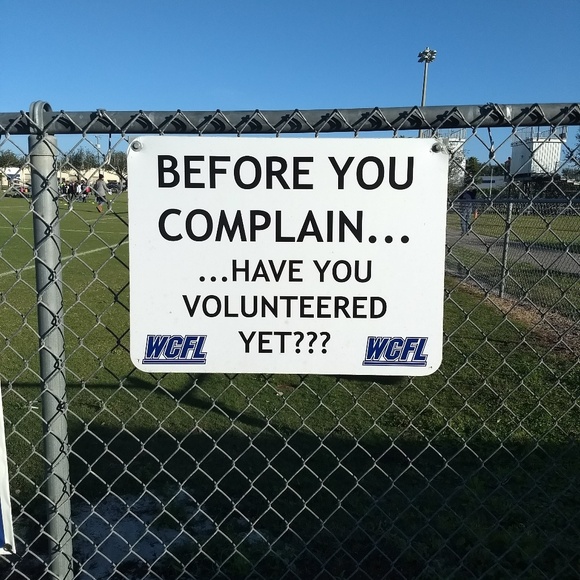 BEFORE YOU
COMPLAIN...
...HAVE YOU
VOLUNTEERED
YET???
WCFL
WCFL